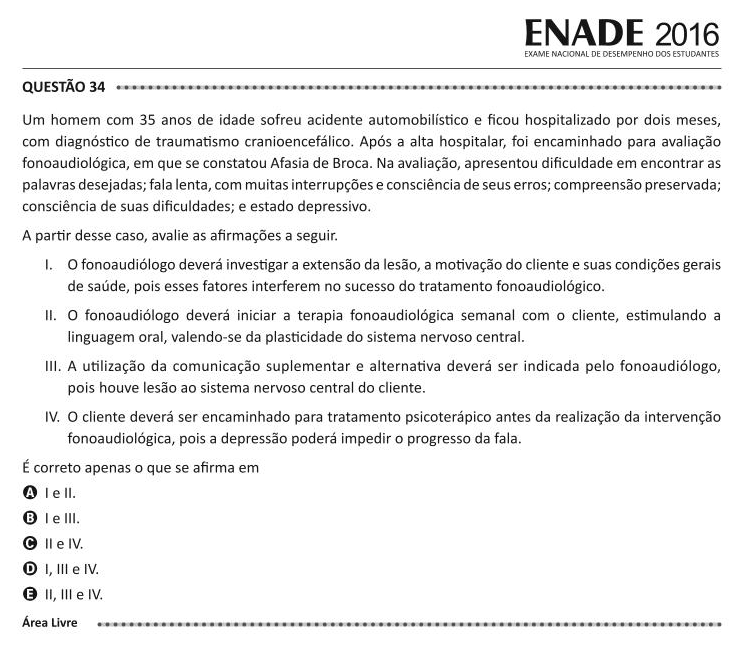 ENADE 2016
EXAME NACIONAL DE DESEMPENHO DOS ESTUDANTES
QUESTÃO 34
Um homem com 35 anos de idade sofreu acidente automobilístico e ficou hospitalizado por dois meses,
com diagnóstico de traumatismo cranioencefálico. Após a alta hospitalar, foi encaminhado para avaliação
fonoaudiológica, em que se constatou Afasia de Broca. Na avaliação, apresentou dificuldade em encontrar as
palavras desejadas; fala lenta, com muitas interrupções e consciência de seus erros; compreensão preservada;
consciência de suas dificuldades; e estado depressivo.
A partir desse caso, avalie as afirmações a seguir.
I. O fonoaudiólogo deverá investigar a extensão da lesão, a motivação do cliente e suas condições gerais
de saúde, pois esses fatores interferem no sucesso do tratamento fonoaudiológico.
II. O fonoaudiólogo deverá iniciar a terapia fonoaudiológica semanal com o cliente, estimulando a
linguagem oral, valendo-se da plasticidade do sistema nervoso central.
III. A utilização da comunicação suplementar e alternativa deverá ser indicada pelo fonoaudiólogo,
pois houve lesão ao sistema nervoso central do cliente.
IV. O cliente deverá ser encaminhado para tratamento psicoterápico antes da realização da intervenção
fonoaudiológica, pois a depressão poderá impedir o progresso da fala.
É correto apenas o que se afirma em
A I e II.
B I e III.
C II e IV.
D I, III e IV.
E II, III e IV.
Área Livre